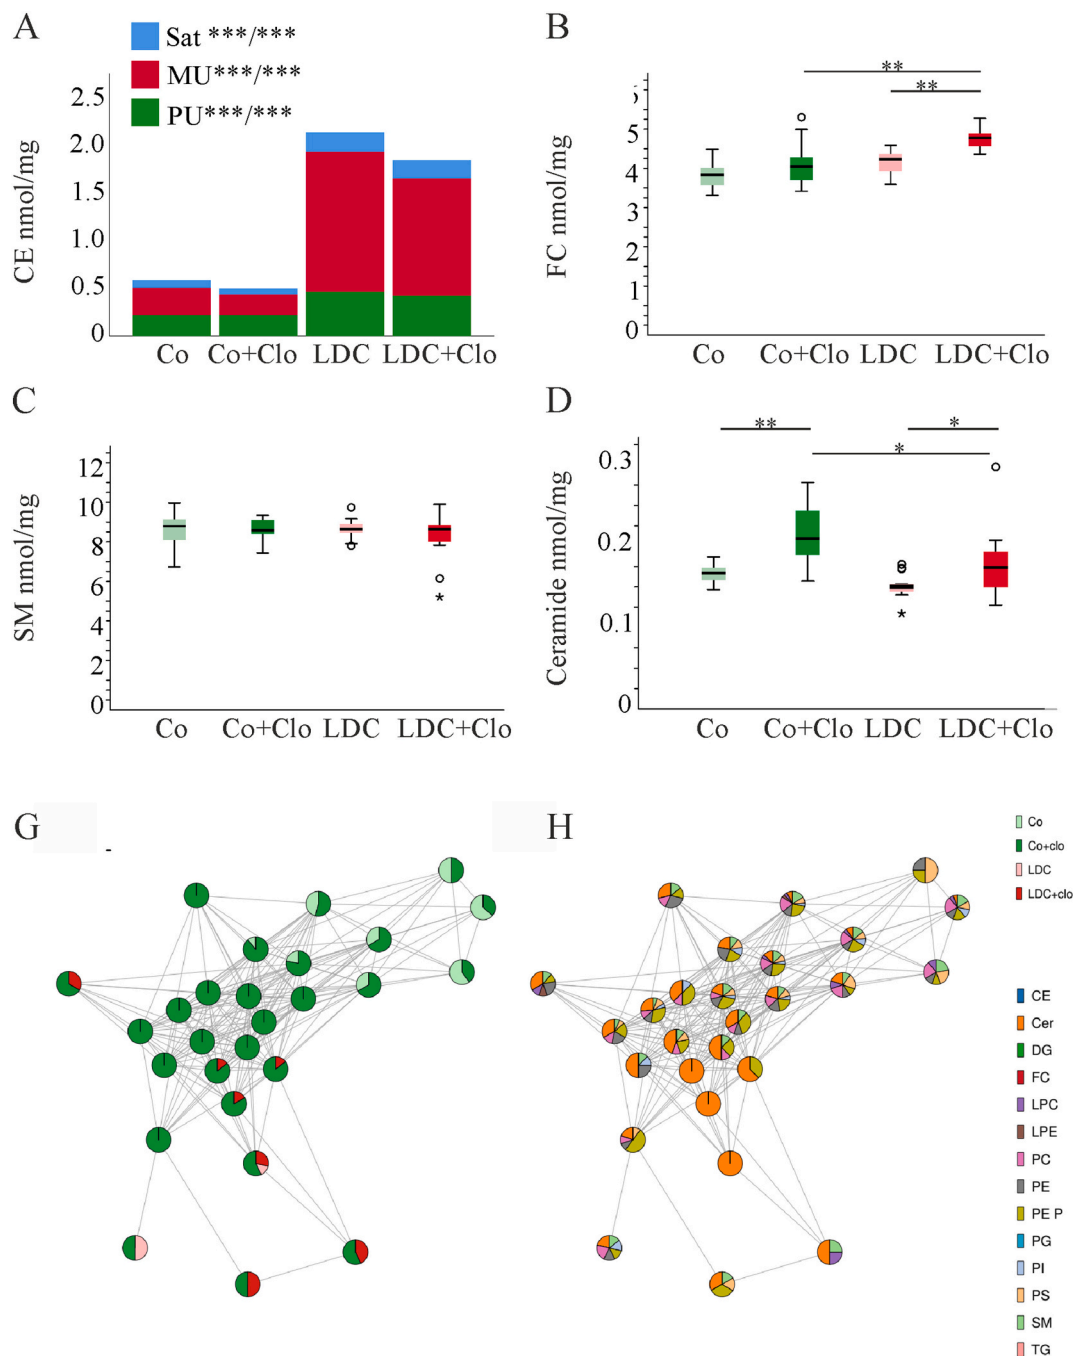 A
Sat ***/***
MU***/***
PU***/***
CE nmol/mg
2.5
2.0
1.5
1.0
0.5
0
Co Co+Clo LDC LDC+Clo
B
**
**
FC nmol/mg
5
4
3
2
1
0
Co Co+Clo LDC LDC+Clo
C
SM nmol/mg
12
10
8
6
4
2
0
*
Co Co+Clo LDC LDC+Clo
D
** *
*
Ceramide nmol/mg
0.3
0.2
0.1
0
*
Co Co+Clo LDC LDC+Clo
G
H
Co
Co+clo
LDC
LDC+clo
CE
Cer
DG
FC
LPC
LPE
PC
PE
PE P
PG
PI
PS
SM
TG